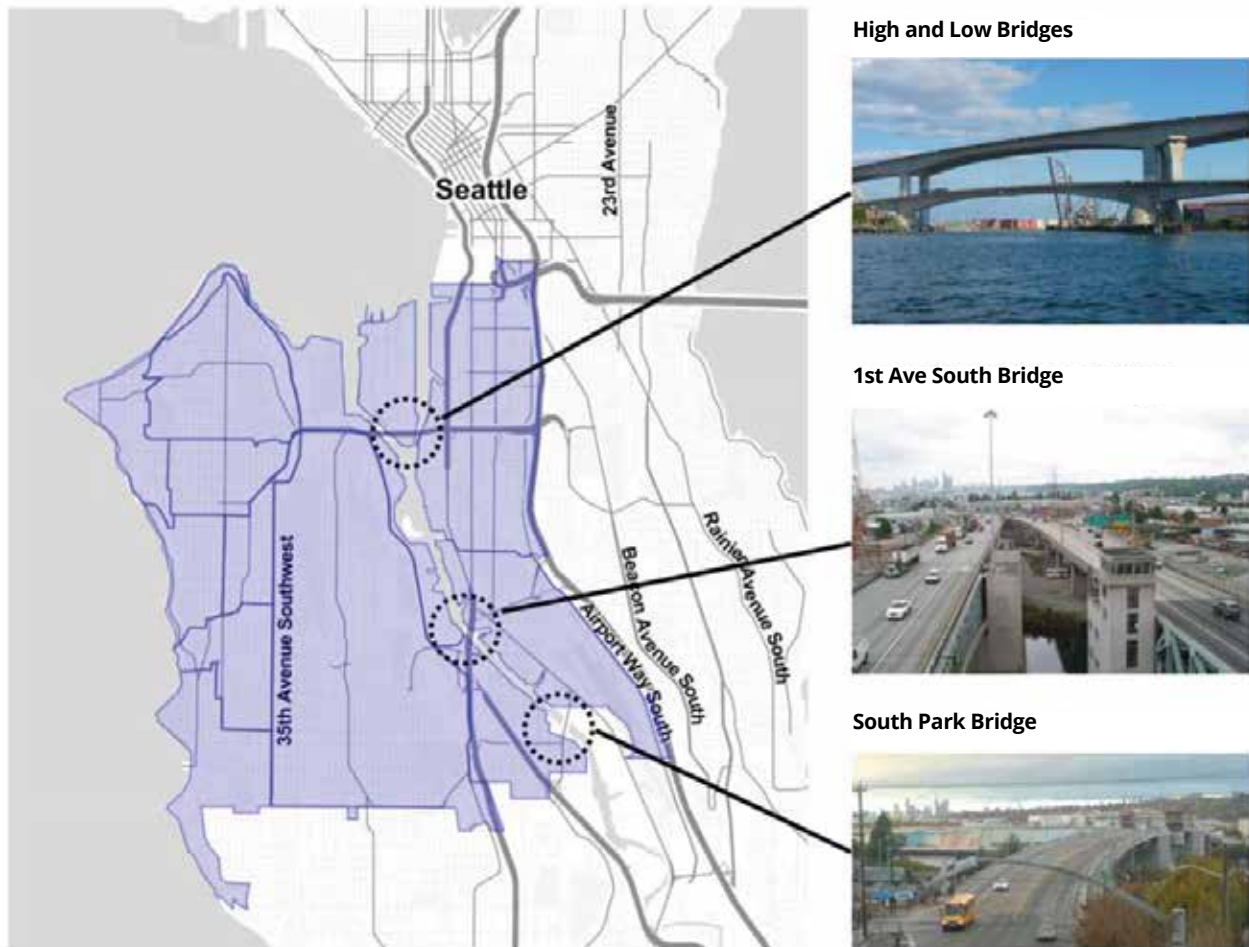 High and Low Bridges
23rd Avenue
Seattle
1st Ave South Bridge
35th Avenue Southwest
Rainier Avenue South
Beacon Avenue South
Airport Way South
South Park Bridge